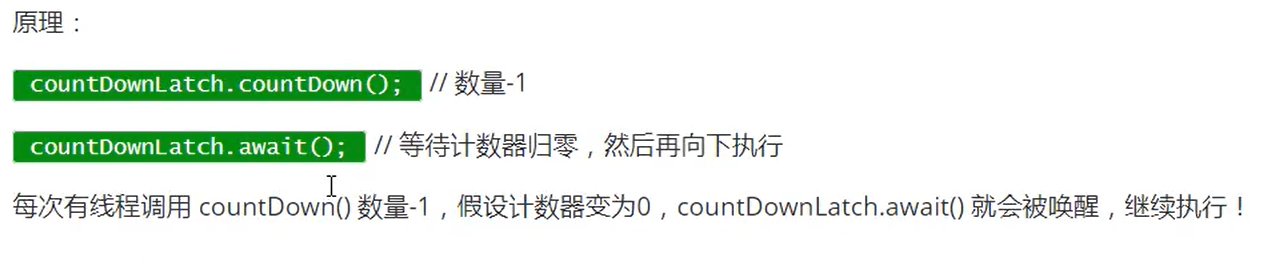 原理：
countDownLatch.countDown(); // 数量-1
countDownLatch.await(); // 等待计数器归零，然后再向下执行
每次有线程调用 countDown() 数量-1，假设计数器变为0，countDownLatch.await() 就会被唤醒，继续执行！